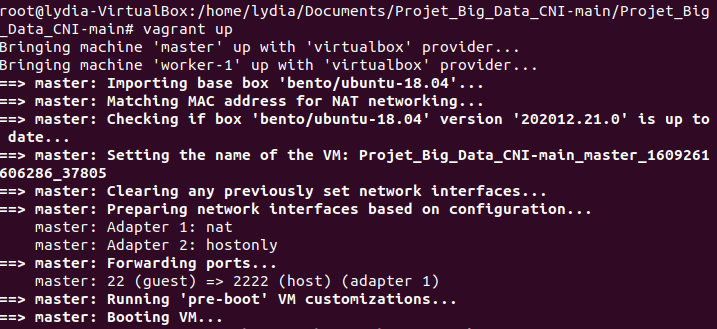 root@lydia-VirtualBox:/home/lydia/Documents/Projet_Big_Data_CNI-main/Projet_Big
_Data_CNI-main# vagrant up
Bringing machine 'master' up with 'virtualbox' provider...
Bringing machine 'worker-1' up with 'virtualbox' provider...
==> master: Importing base box 'bento/ubuntu-18.04'...
==> master: Matching MAC address for NAT networking...
==> master: Checking if box 'bento/ubuntu-18.04' version '202012.21.0' is up to
 date...
==> master: Setting the name of the VM: Projet_Big_Data_CNI-main_master_1609261
606286_37805
==> master: Clearing any previously set network interfaces...
==> master: Preparing network interfaces based on configuration...
    master: Adapter 1: nat
    master: Adapter 2: hostonly
==> master: Forwarding ports...
    master: 22 (guest) => 2222 (host) (adapter 1)
==> master: Running 'pre-boot' VM customizations...
==> master: Booting VM...